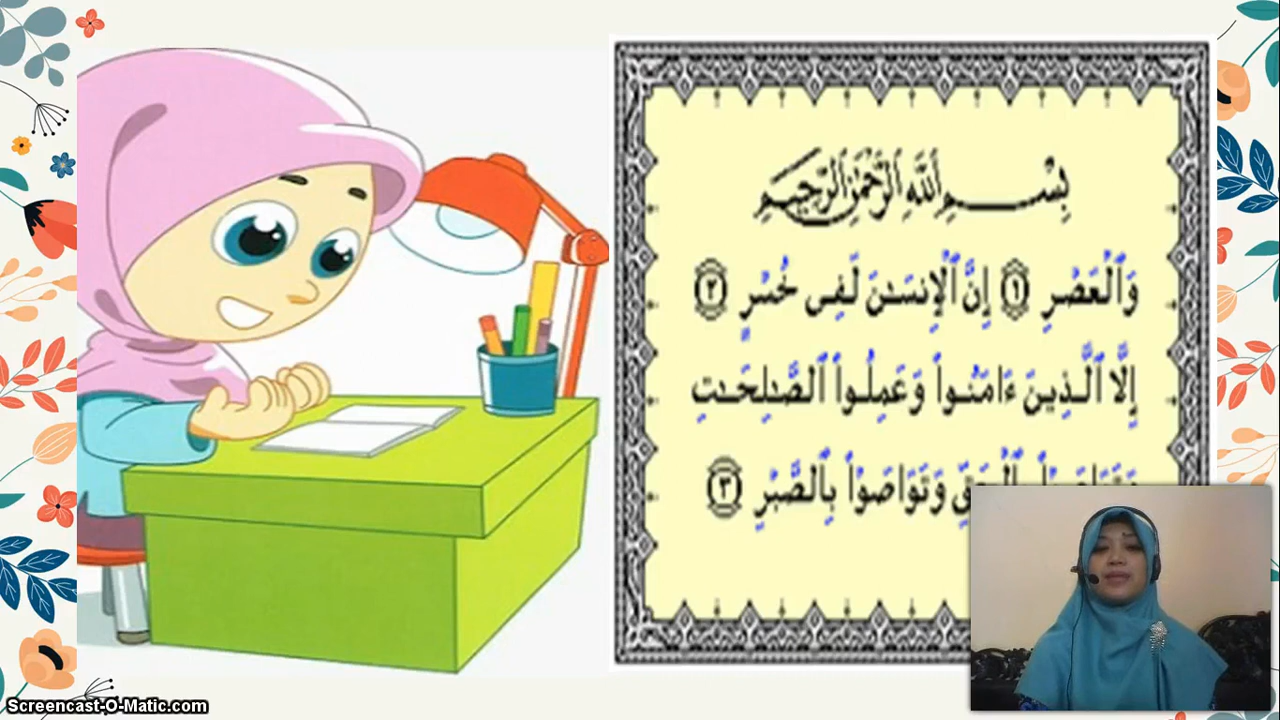 بِسْمِ ٱللَّهِ ٱلرَّحْمَٰنِ ٱلرَّحِيمِ
وَٱلْعَصْرِ ١ إِنَّ ٱلْإِنسَٰنَ لَفِى خُسْرٍ ٢
إِلَّا ٱلَّذِينَ ءَامَنُوا۟ وَعَمِلُوا۟ ٱلصَّٰلِحَٰتِ
وَتَوَاصَوْا۟ بِٱلصَّبْرِ ٣
Screencast-O-Matic.com